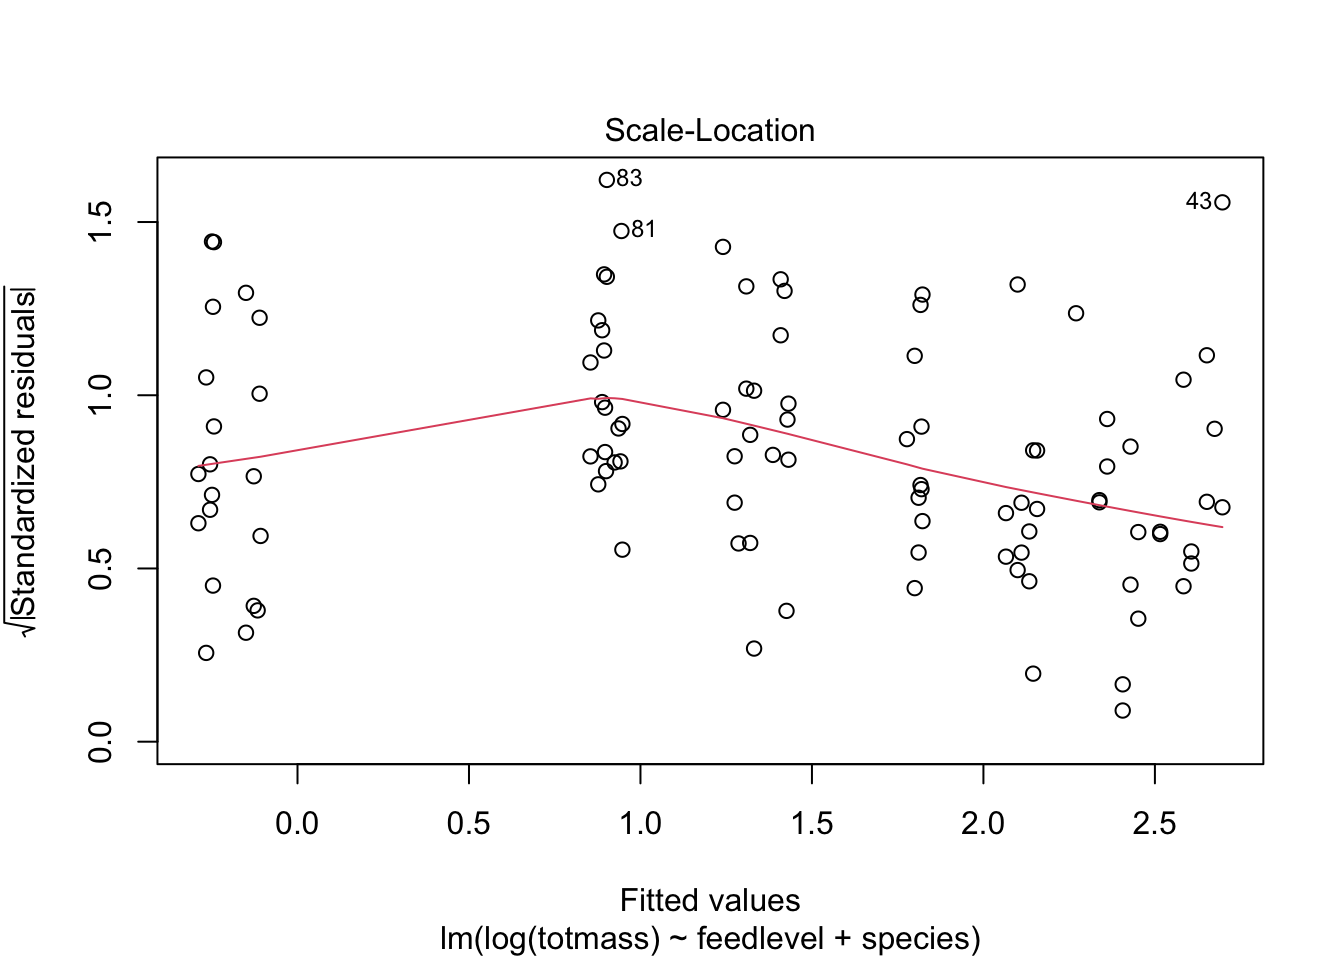 Scale-Location
83
43
81
1.5
1.0
0.5
0.0
√|Standardized residuals|
0.0 0.5 1.0 1.5 2.0 2.5
Fitted values
lm(log(totmass) ~ feedlevel + species)